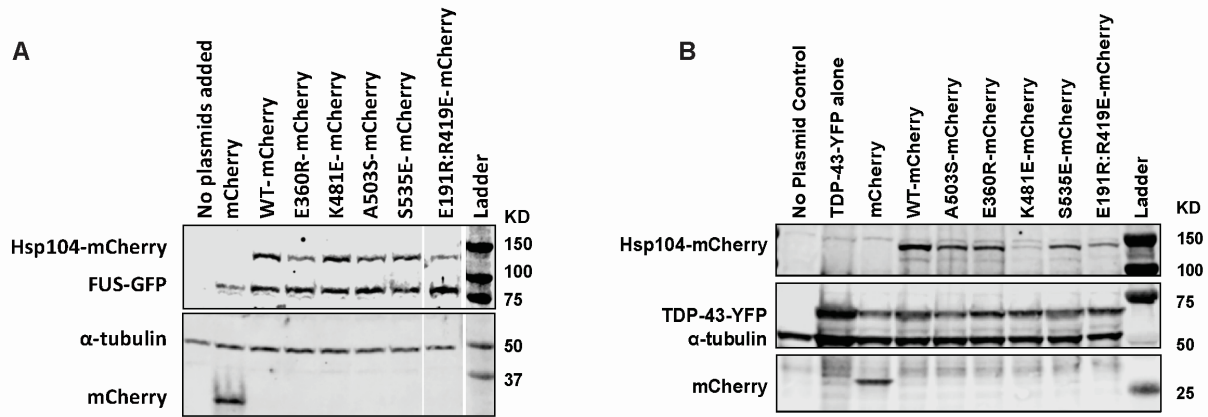 A
No plasmids added
mCherry
WT-mCherry
E360R-mCherry
K481E-mCherry
A503S-mCherry
S535E-mCherry
E191R:R419E-mCherry
Ladder
KD
Hsp104-mCherry
150
FUS-GFP
100
75
α-tubulin
50
37
mCherry
B
No Plasmid Control
TDP-43-YFP alone
mCherry
WT-mCherry
A503S-mCherry
E360R-mCherry
K481E-mCherry
S535E-mCherry
E191R:R419E-mCherry
Ladder
KD
Hsp104-mCherry
150
100
75
TDP-43-YFP
α-tubulin
50
mCherry
25